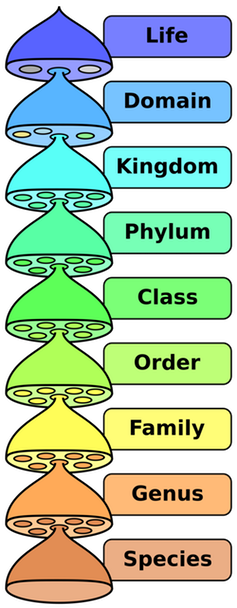 Life
Domain
Kingdom
Phylum
Class
Order
Family
Genus
Species